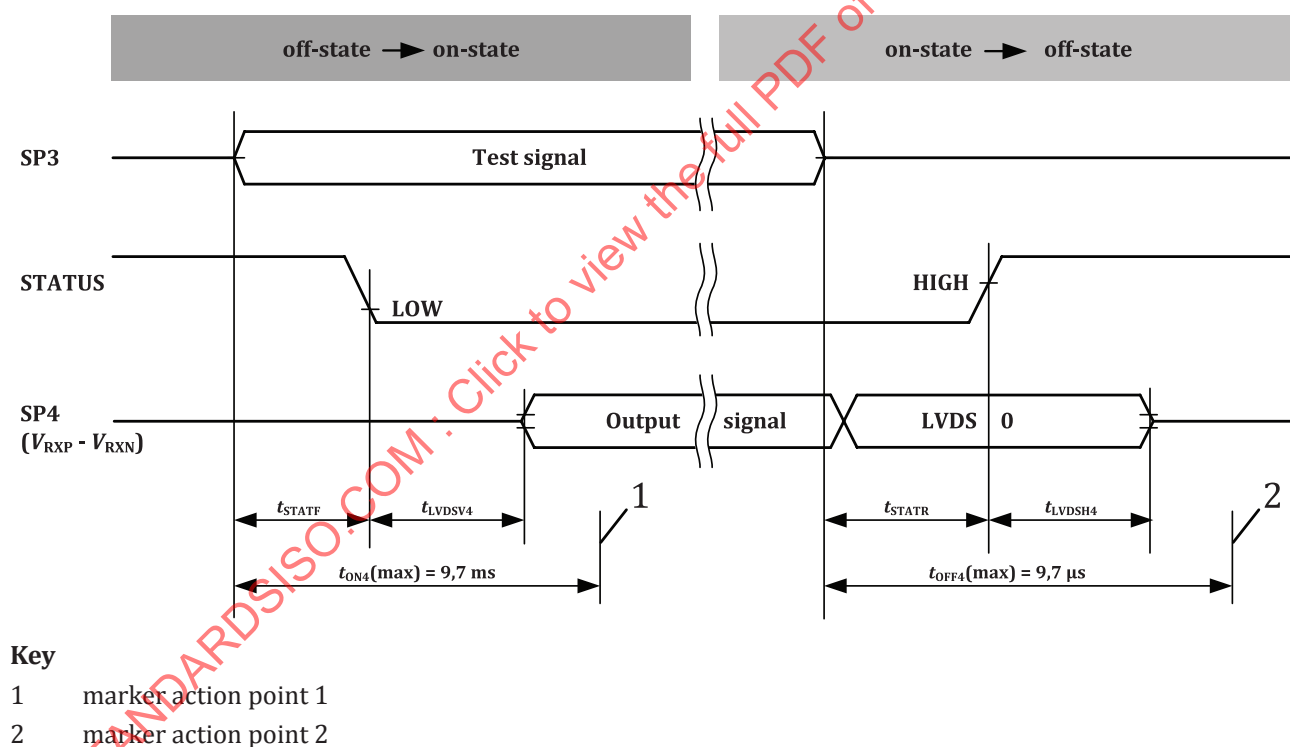 off-state → on-state
on-state → off-state
SP3
Test signal
STATUS
LOW
HIGH
SP4
(VRXP - VRXN)
Output signal
LVDS 0
1
2
tSTATF
tLVDSV4
tSTATR
tLVDSH4
tON4(max) = 9,7 ms
tOFF4(max) = 9,7 µs
Key
1 marker action point 1
2 marker action point 2
ANDARDSISO.COM : Click to view the full PDF of